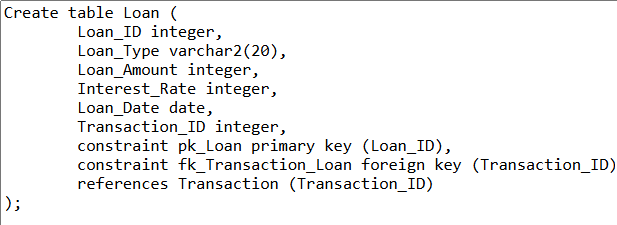 Create table Loan (
        Loan_ID integer,
        Loan_Type varchar2(20),
        Loan_Amount integer,
        Interest_Rate integer,
        Loan_Date date,
        Transaction_ID integer,
        constraint pk_Loan primary key (Loan_ID),
        constraint fk_Transaction_Loan foreign key (Transaction_ID)
        references Transaction (Transaction_ID)
);